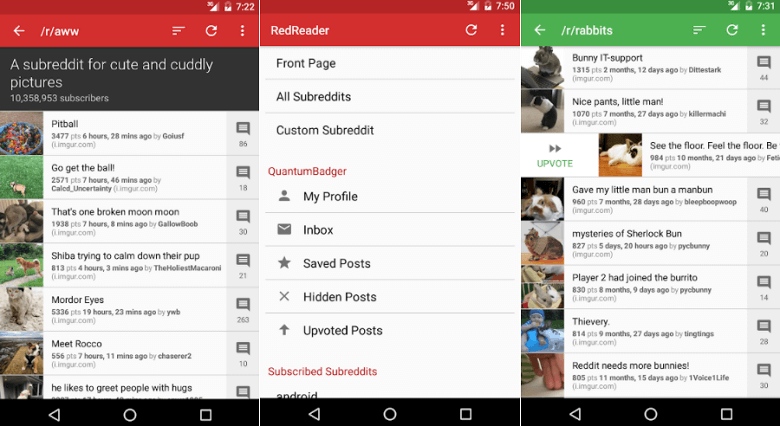 3G 7:22
/r/aww
A subreddit for cute and cuddly
pictures
10,358,953 subscribers
Pitball
3477 pts 6 hours, 28 mins ago by Goiusf
(i.imgur.com)
86
Go get the ball!
2571 pts 7 hours, 46 mins ago by
Calcd_Uncertainty (i.imgur.com)
18
That's one broken moon moon
1938 pts 7 hours, 8 mins ago by GallowBoob
(i.imgur.com)
30
Shiba trying to calm down their pup
813 pts 4 hours, 3 mins ago by TheHoliestMacaroni
(i.imgur.com)
21
Mordor Eyes
5336 pts 19 hours, 23 mins ago by ywb
(imgur.com)
263
Meet Rocco
556 pts 7 hours, 11 mins ago by chaserer2
(i.imgur.com)
10
he likes to greet people with hugs
3G 7:50
RedReader
Front Page
All Subreddits
Custom Subreddit
QuantumBadger
My Profile
Inbox
Saved Posts
Hidden Posts
Upvoted Posts
Subscribed Subreddits
android
3G 7:31
/r/rabbits
Bunny IT-support
1315 pts 2 months, 12 days ago by Dittestark
(imgur.com)
44
Nice pants, little man!
1070 pts 7 months, 27 days ago by killermachi
(imgur.com)
32
UPVOTE
See the floor. Feel the floor. Be
984 pts 10 months, 21 days ago by Feti
(i.imgur.com)
Gave my little man bun a manbun
960 pts 7 months, 28 days ago by bleepboopwoop
(imgur.com)
40
mysteries of Sherlock Bun
827 pts 5 days, 20 hours ago by pycbunny
(imgur.com)
20
Player 2 had joined the burrito
830 pts 8 months, 9 days ago by pycbunny
(i.imgur.com)
14
Thievery.
814 pts 9 months, 27 days ago by tingtings
(imgur.com)
28
Reddit needs more bunnies!
805 pts 11 months, 15 days ago by 1Voice1Life
(i.imgur.com)
30